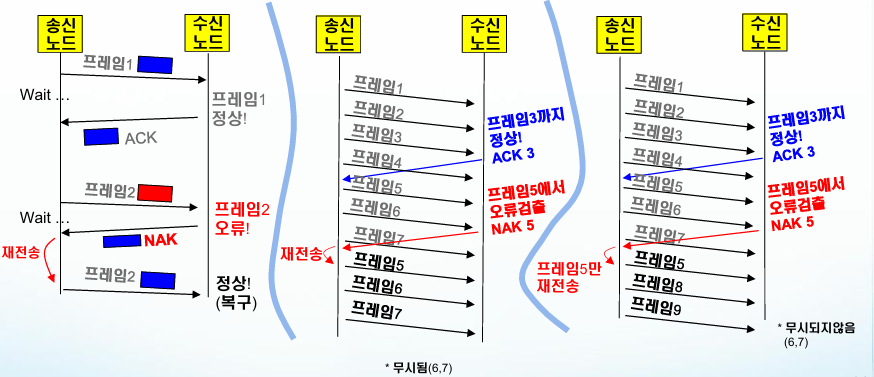 송신
노드
수신
노드
프레임1
Wait ...
프레임1
정상!
ACK
프레임2
Wait ...
프레임2
오류!
NAK
재전송
프레임2
정상!
(복구)
송신
노드
수신
노드
프레임1
프레임2
프레임3
프레임3까지
정상!
ACK 3
프레임4
프레임5
프레임5에서
오류검출
NAK 5
프레임6
프레임7
재전송
프레임5
프레임6
프레임7
* 무시됨(6,7)
송신
노드
수신
노드
프레임1
프레임2
프레임3
프레임3까지
정상!
ACK 3
프레임4
프레임5
프레임5에서
오류검출
NAK 5
프레임6
프레임7
프레임5만
재전송
프레임5
프레임8
프레임9
* 무시되지않음
(6,7)